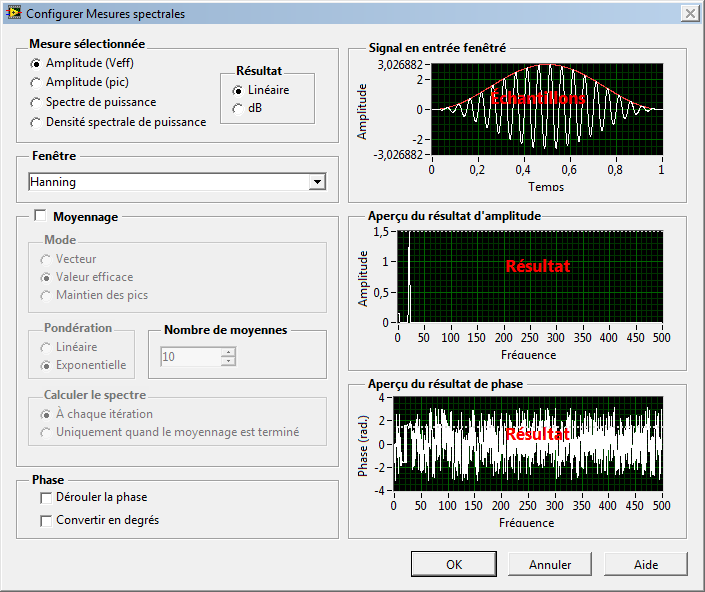 Configurer Mesures spectrales
Mesure sélectionnée
Amplitude (Veff)
Amplitude (pic)
Spectre de puissance
Densité spectrale de puissance
Résultat
Linéaire
dB
Fenêtre
Hanning
Moyennage
Mode
Vecteur
Valeur efficace
Maintien des pics
Pondération
Linéaire
Exponentielle
Nombre de moyennes
10
Calculer le spectre
À chaque itération
Uniquement quand le moyennage est terminé
Phase
Dérouler la phase
Convertir en degrés
Signal en entrée fenêtré
Amplitude
3,026882
2
0
-2
-3,026882
Échantillons
0 0,2 0,4 0,6 0,8 1
Temps
Aperçu du résultat d'amplitude
Amplitude
1,5
1
0,5
0
Résultat
0 50 100 150 200 250 300 350 400 450 500
Fréquence
Aperçu du résultat de phase
Phase (rad.)
4
2
0
-2
-4
Résultat
0 50 100 150 200 250 300 350 400 450 500
Fréquence
OK
Annuler
Aide